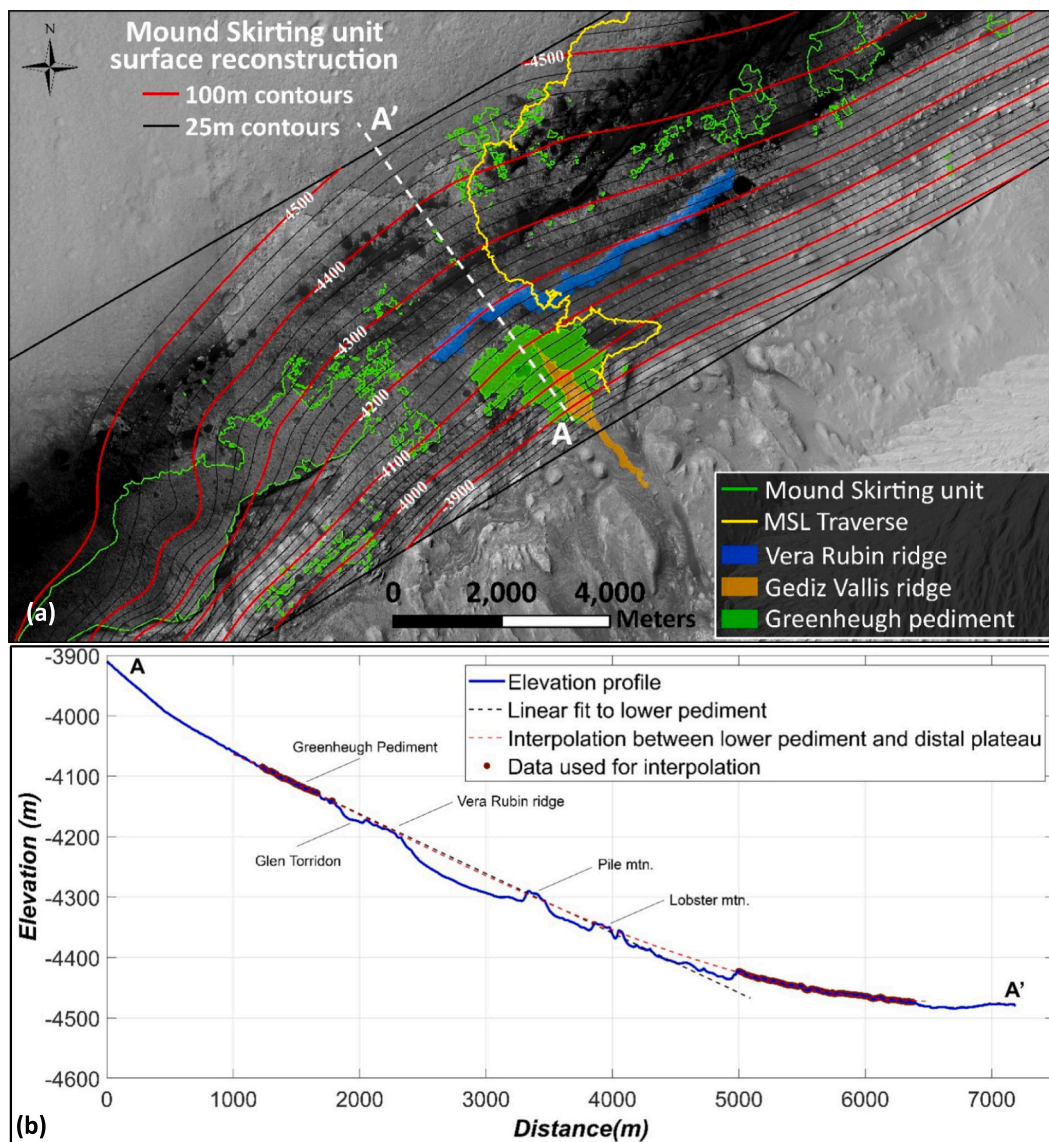 N
Mound Skirting unit
surface reconstruction
100m contours
25m contours
A'
-4500
-4500
-4400
-4300
-4200
-4100
-4000
-3900
A
0 2,000 4,000
Meters
Mound Skirting unit
MSL Traverse
Vera Rubin ridge
Gediz Vallis ridge
Greenheugh pediment
(a)
A
Elevation profile
Linear fit to lower pediment
Interpolation between lower pediment and distal plateau
Data used for interpolation
Greenheugh Pediment
Vera Rubin ridge
Glen Torridon
Pile mtn.
Lobster mtn.
A'
-3900
-4000
-4100
-4200
-4300
-4400
-4500
-4600
Elevation (m)
0 1000 2000 3000 4000 5000 6000 7000
Distance(m)
(b)